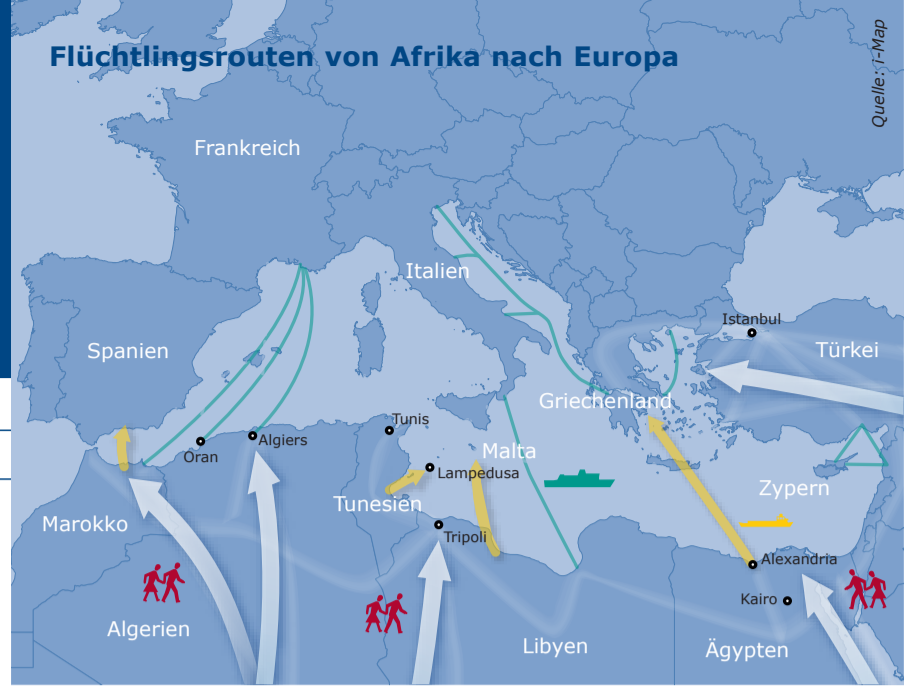 Flüchtlingsrouten von Afrika nach Europa
Quelle: i-Map
Frankreich
Italien
Istanbul
Spanien
Türkei
Griechenland
Tunis
Algiers
Oran
Malta
Lampedusa
Zypern
Tunesien
Marokko
Tripoli
Alexandria
Kairo
Algerien
Libyen
Ägypten